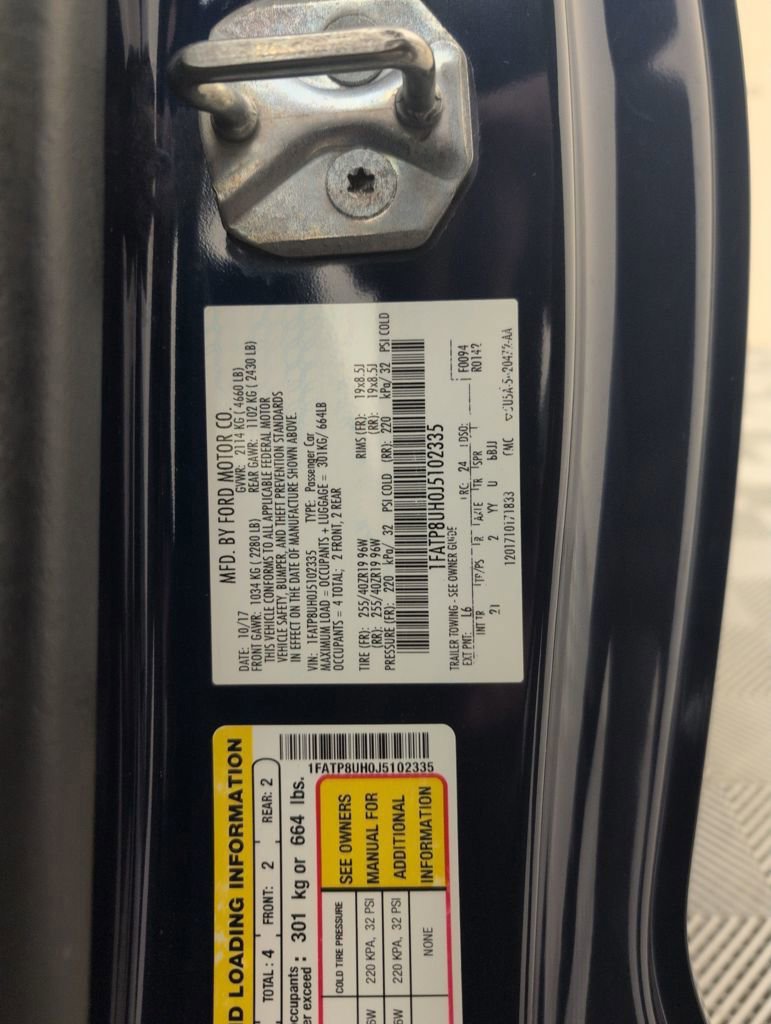 MFD. BY FORD MOTOR CO.
DATE: 10/17 GVWR: 2114 KG ( 4660 LB)
FRONT GAWR: 1034 KG ( 2280 LB) REAR GAWR: 1102 KG ( 2430 LB)
THIS VEHICLE CONFORMS TO ALL APPLICABLE FEDERAL MOTOR
VEHICLE SAFETY, BUMPER, AND THEFT PREVENTION STANDARDS
IN EFFECT ON THE DATE OF MANUFACTURE SHOWN ABOVE.
VIN: 1FATP8UH0J5102335 TYPE: Passenger Car
MAXIMUM LOAD = OCCUPANTS + LUGGAGE = 301KG/ 664LB
OCCUPANTS = 4 TOTAL; 2 FRONT, 2 REAR
TIRE (FR): 255/40ZR19 96W RIMS (FR): 19x8.5J
(RR): 255/40ZR19 96W (RR): 19x8.5J
PRESSURE (FR): 220 kPa/ 32 PSI COLD (RR): 220 kPa/ 32 PSI COLD
1FATP8UH0J5102335
TRAILER TOWING - SEE OWNER GUIDE
EXT PNT: L6 RC: 24 DSO: F0094
INT TR TP/PS R AXLE TR SPR R0142
21 2 YY U 6BJJ
1201710171833
ND LOADING INFORMATION
1FATP8UH0J5102335
TOTAL : 4 FRONT: 2 REAR: 2
ccupants :
er exceed : 301 kg or 664 lbs.
COLD TIRE PRESSURE
SEE OWNERS
MANUAL FOR
ADDITIONAL
INFORMATION
6W 220 KPA, 32 PSI
6W 220 KPA, 32 PSI
NONE